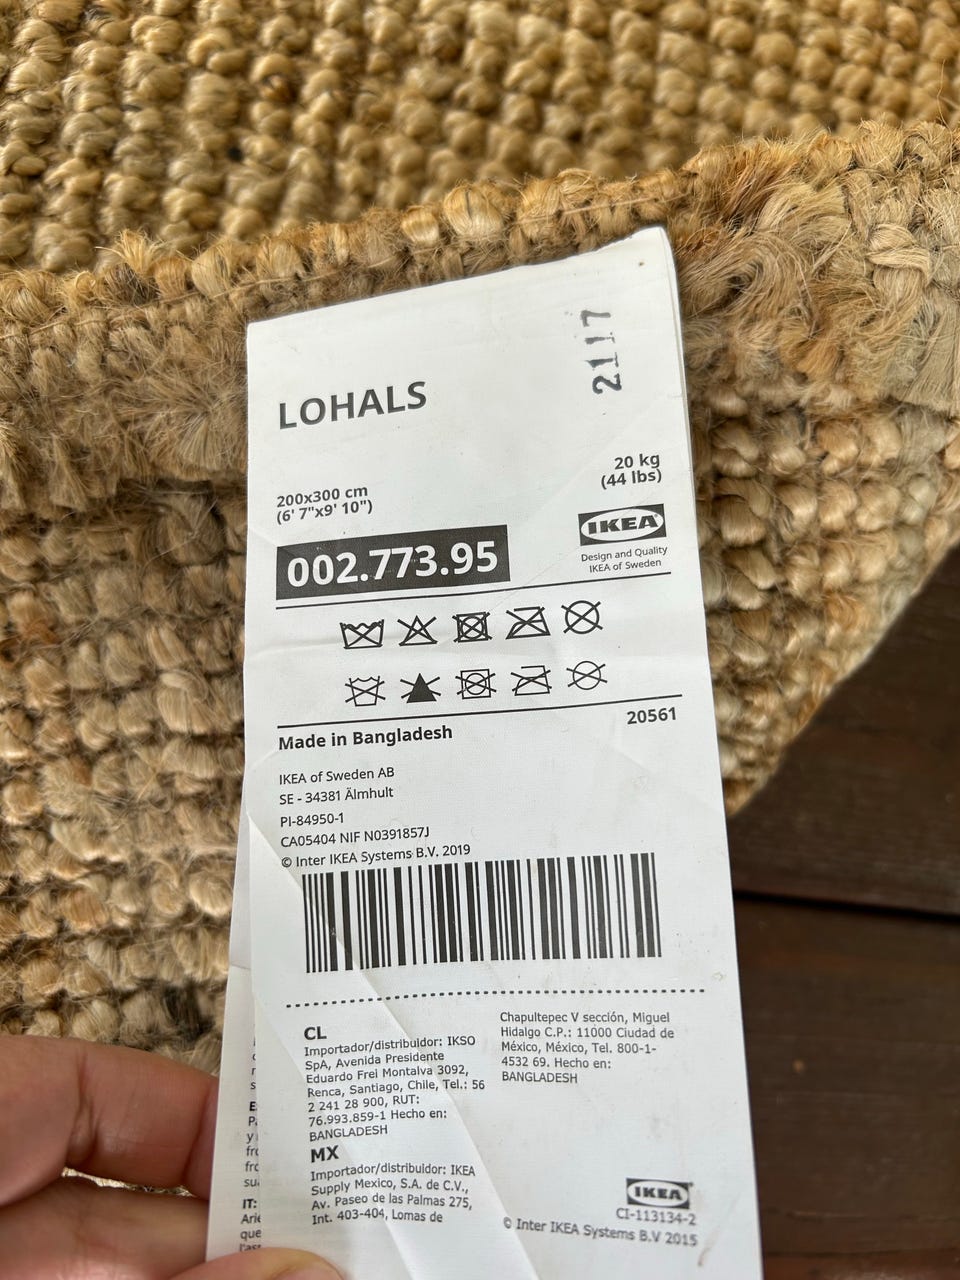 2117
LOHALS
20 kg
(44 lbs)
200x300 cm
(6' 7"x9' 10")
IKEA
Design and Quality
IKEA of Sweden
002.773.95
20561
Made in Bangladesh
IKEA of Sweden AB
SE - 34381 Älmhult
PI-84950-1
CA05404 NIF N0391857J
© Inter IKEA Systems B.V. 2019
CL
Importador/distribuidor: IKSO
SpA, Avenida Presidente
Eduardo Frei Montalva 3092,
Renca, Santiago, Chile, Tel.: 56
2 241 28 900, RUT:
76.993.859-1 Hecho en:
BANGLADESH
MX
Importador/distribuidor: IKEA
Supply Mexico, S.A. de C.V.,
Av. Paseo de las Palmas 275,
Int. 403-404, Lomas de
Chapultepec V sección, Miguel
Hidalgo C.P.: 11000 Ciudad de
México, México, Tel. 800-1-
4532 69. Hecho en:
BANGLADESH
IKEA
CI-113134-2
© Inter IKEA Systems B.V 2015
IT:
que